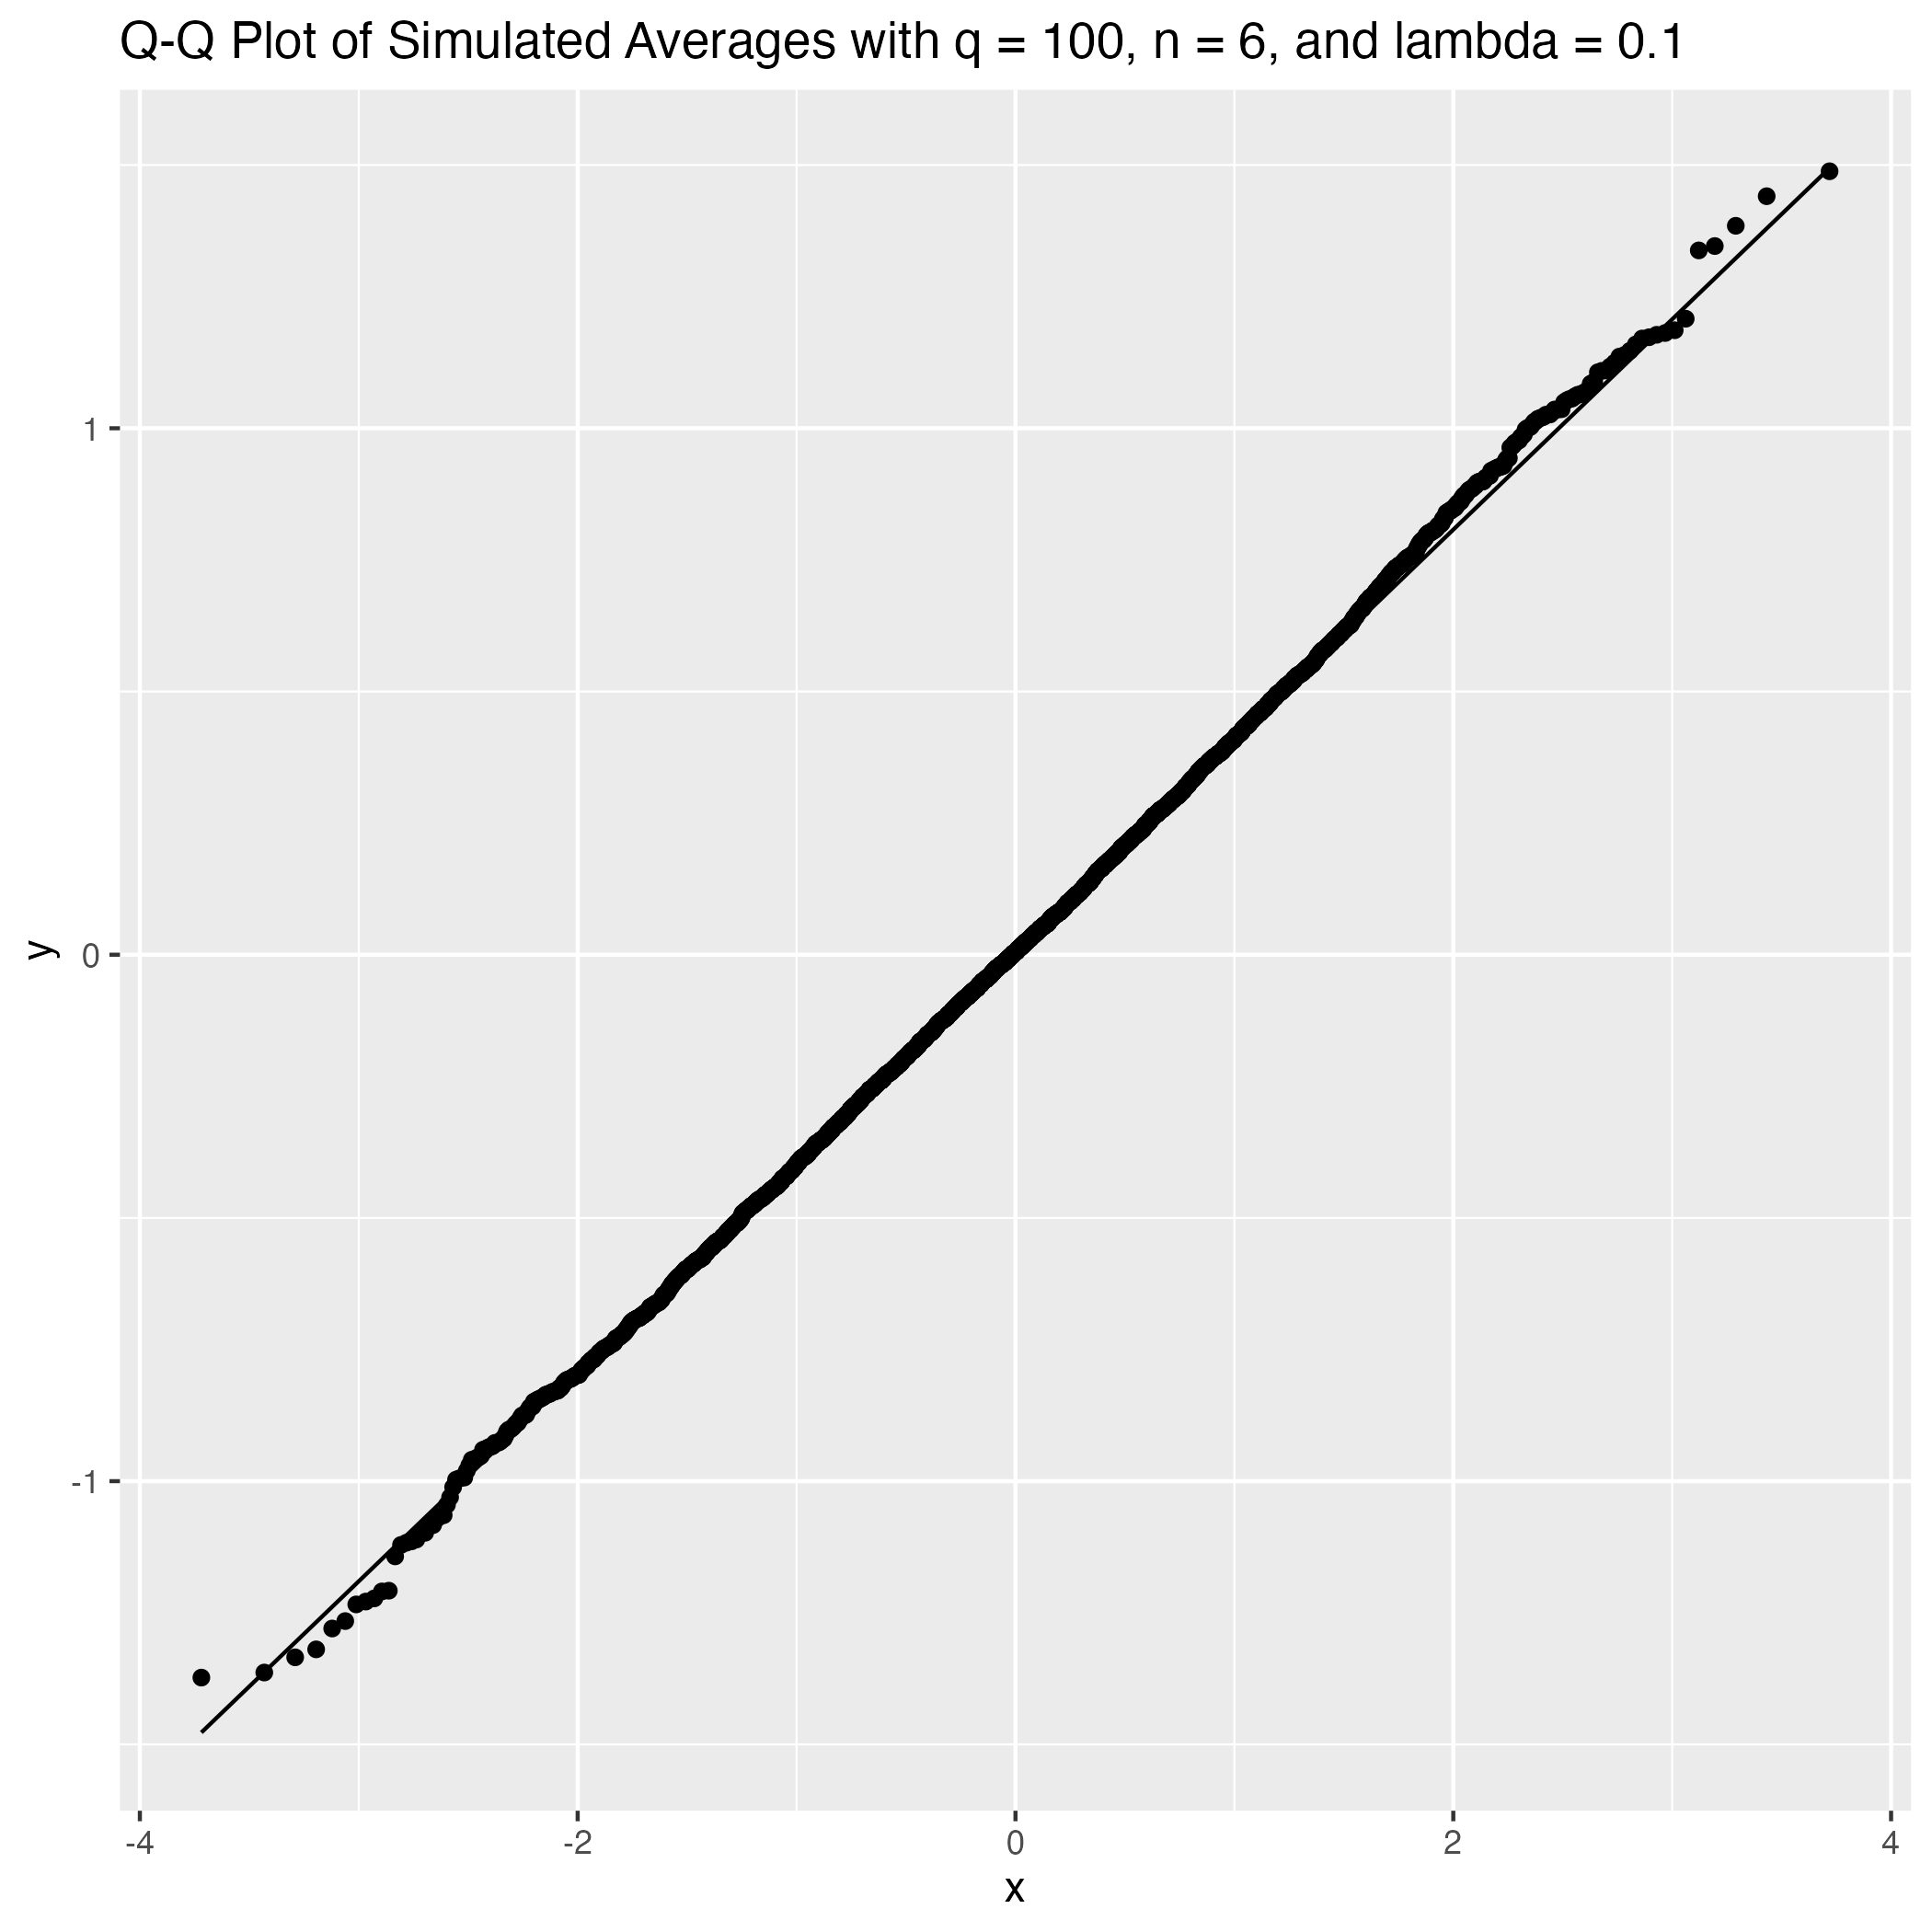 Q-Q Plot of Simulated Averages with q = 100, n = 6, and lambda = 0.1
1
0
-1
y
-4 -2 0 2 4
x